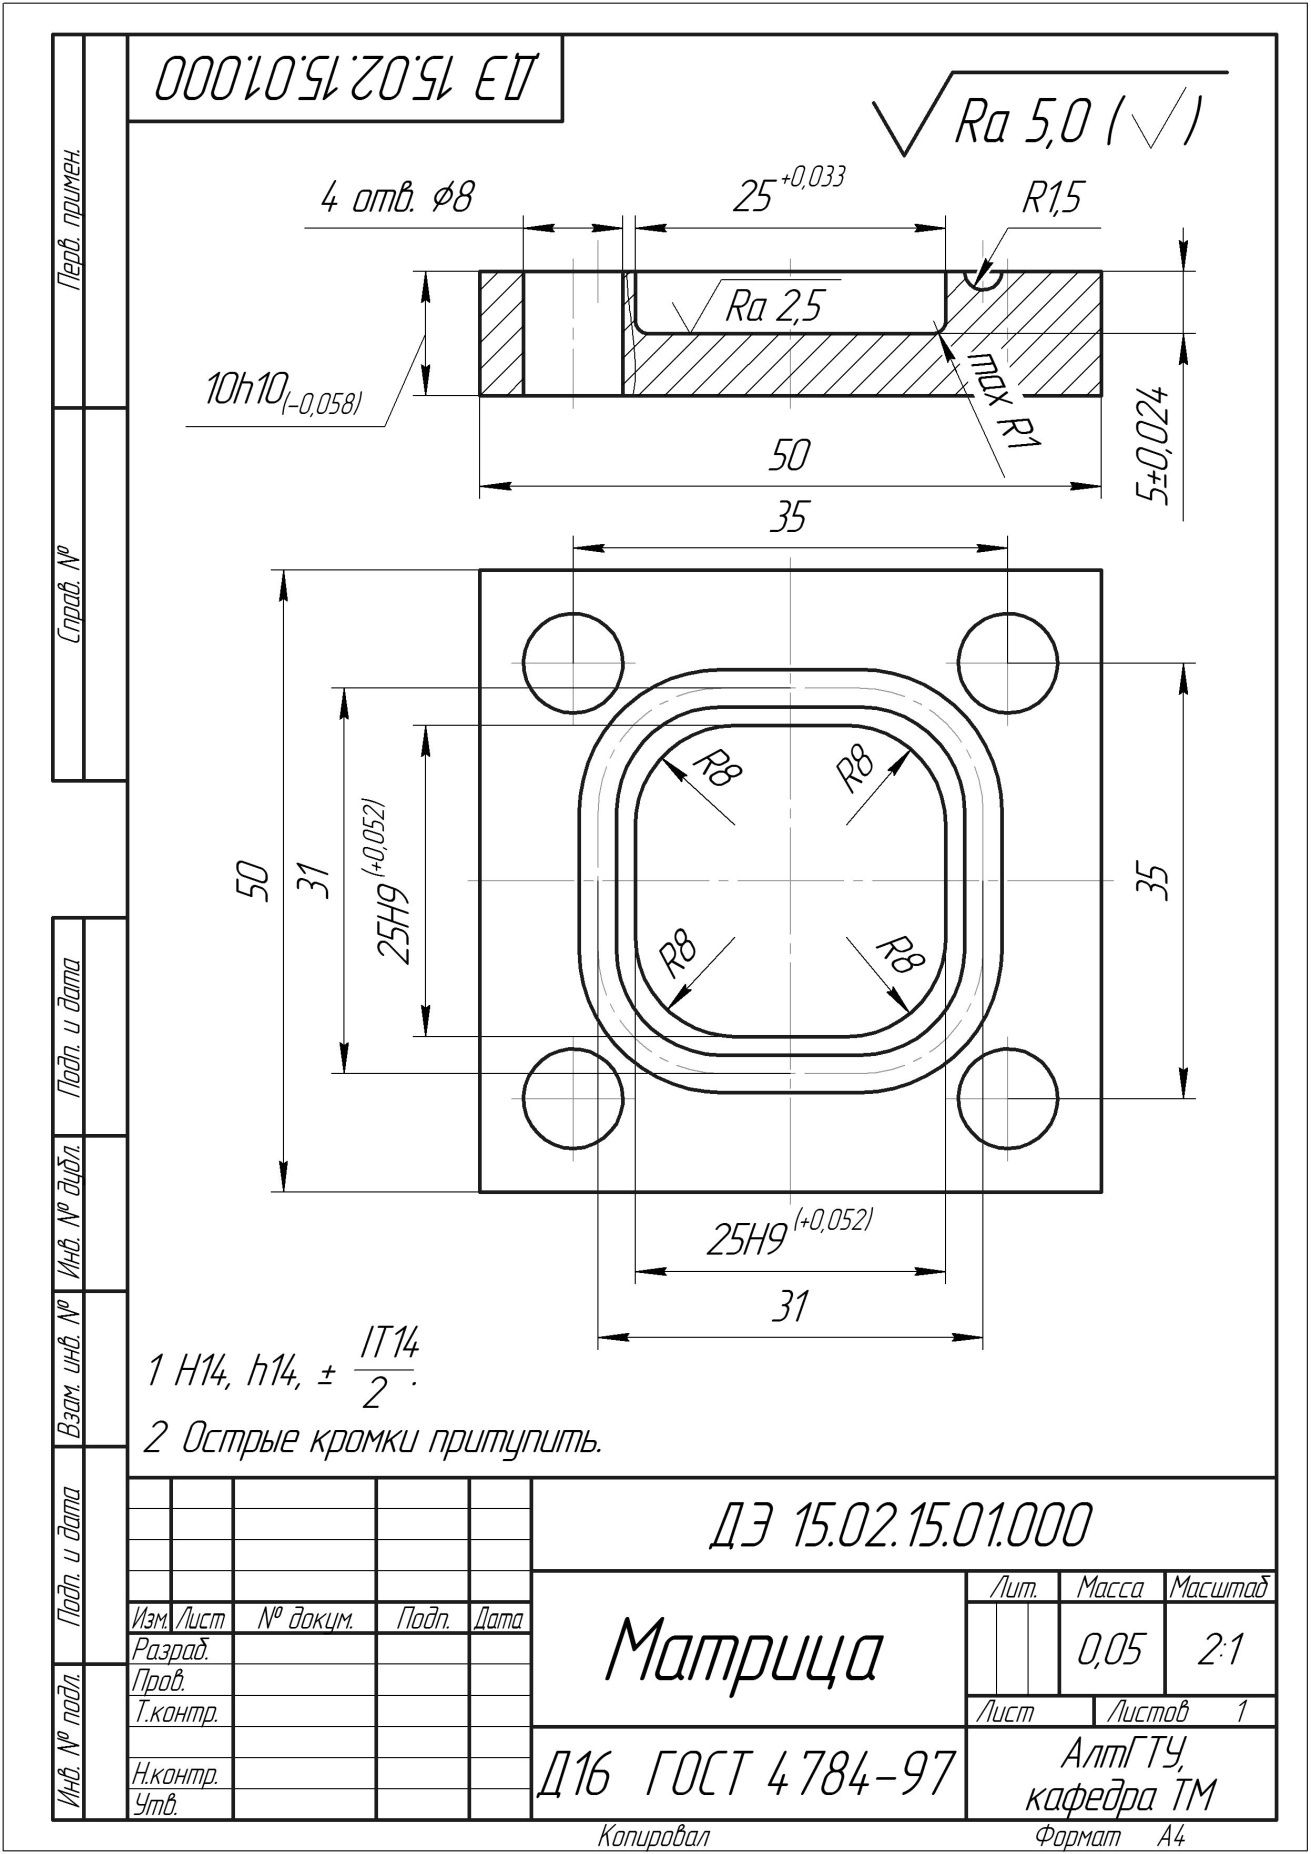 ДЭ 15.02.15.01.000
Ra 5,0 (√)
4 отв. ϕ8
25 +0,033
R1,5
Ra 2,5
10h10(-0,058)
max R1
5±0,024
50
35
R8
R8
50
31
25H9(+0,052)
35
R8
R8
25H9(+0,052)
31
1 H14, h14, ± IT14/2.
2 Острые кромки притупить.
Перв. примен.
Справ. №
Подп. и дата
Инв. № дубл.
Взам. инв. №
Подп. и дата
Инв. № подл.
ДЭ 15.02.15.01.000
Изм. Лист № докум. Подп. Дата
Разраб.
Пров.
Т.контр.
Н.контр.
Утв.
Матрица
Лит. Масса Масштаб
0,05 2:1
Лист Листов 1
Д16 ГОСТ 4784-97
АлтГТУ,
кафедра ТМ
Копировал Формат А4